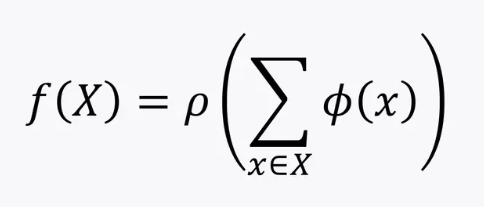 f(X) = ρ(∑_{x∈X} ϕ(x))